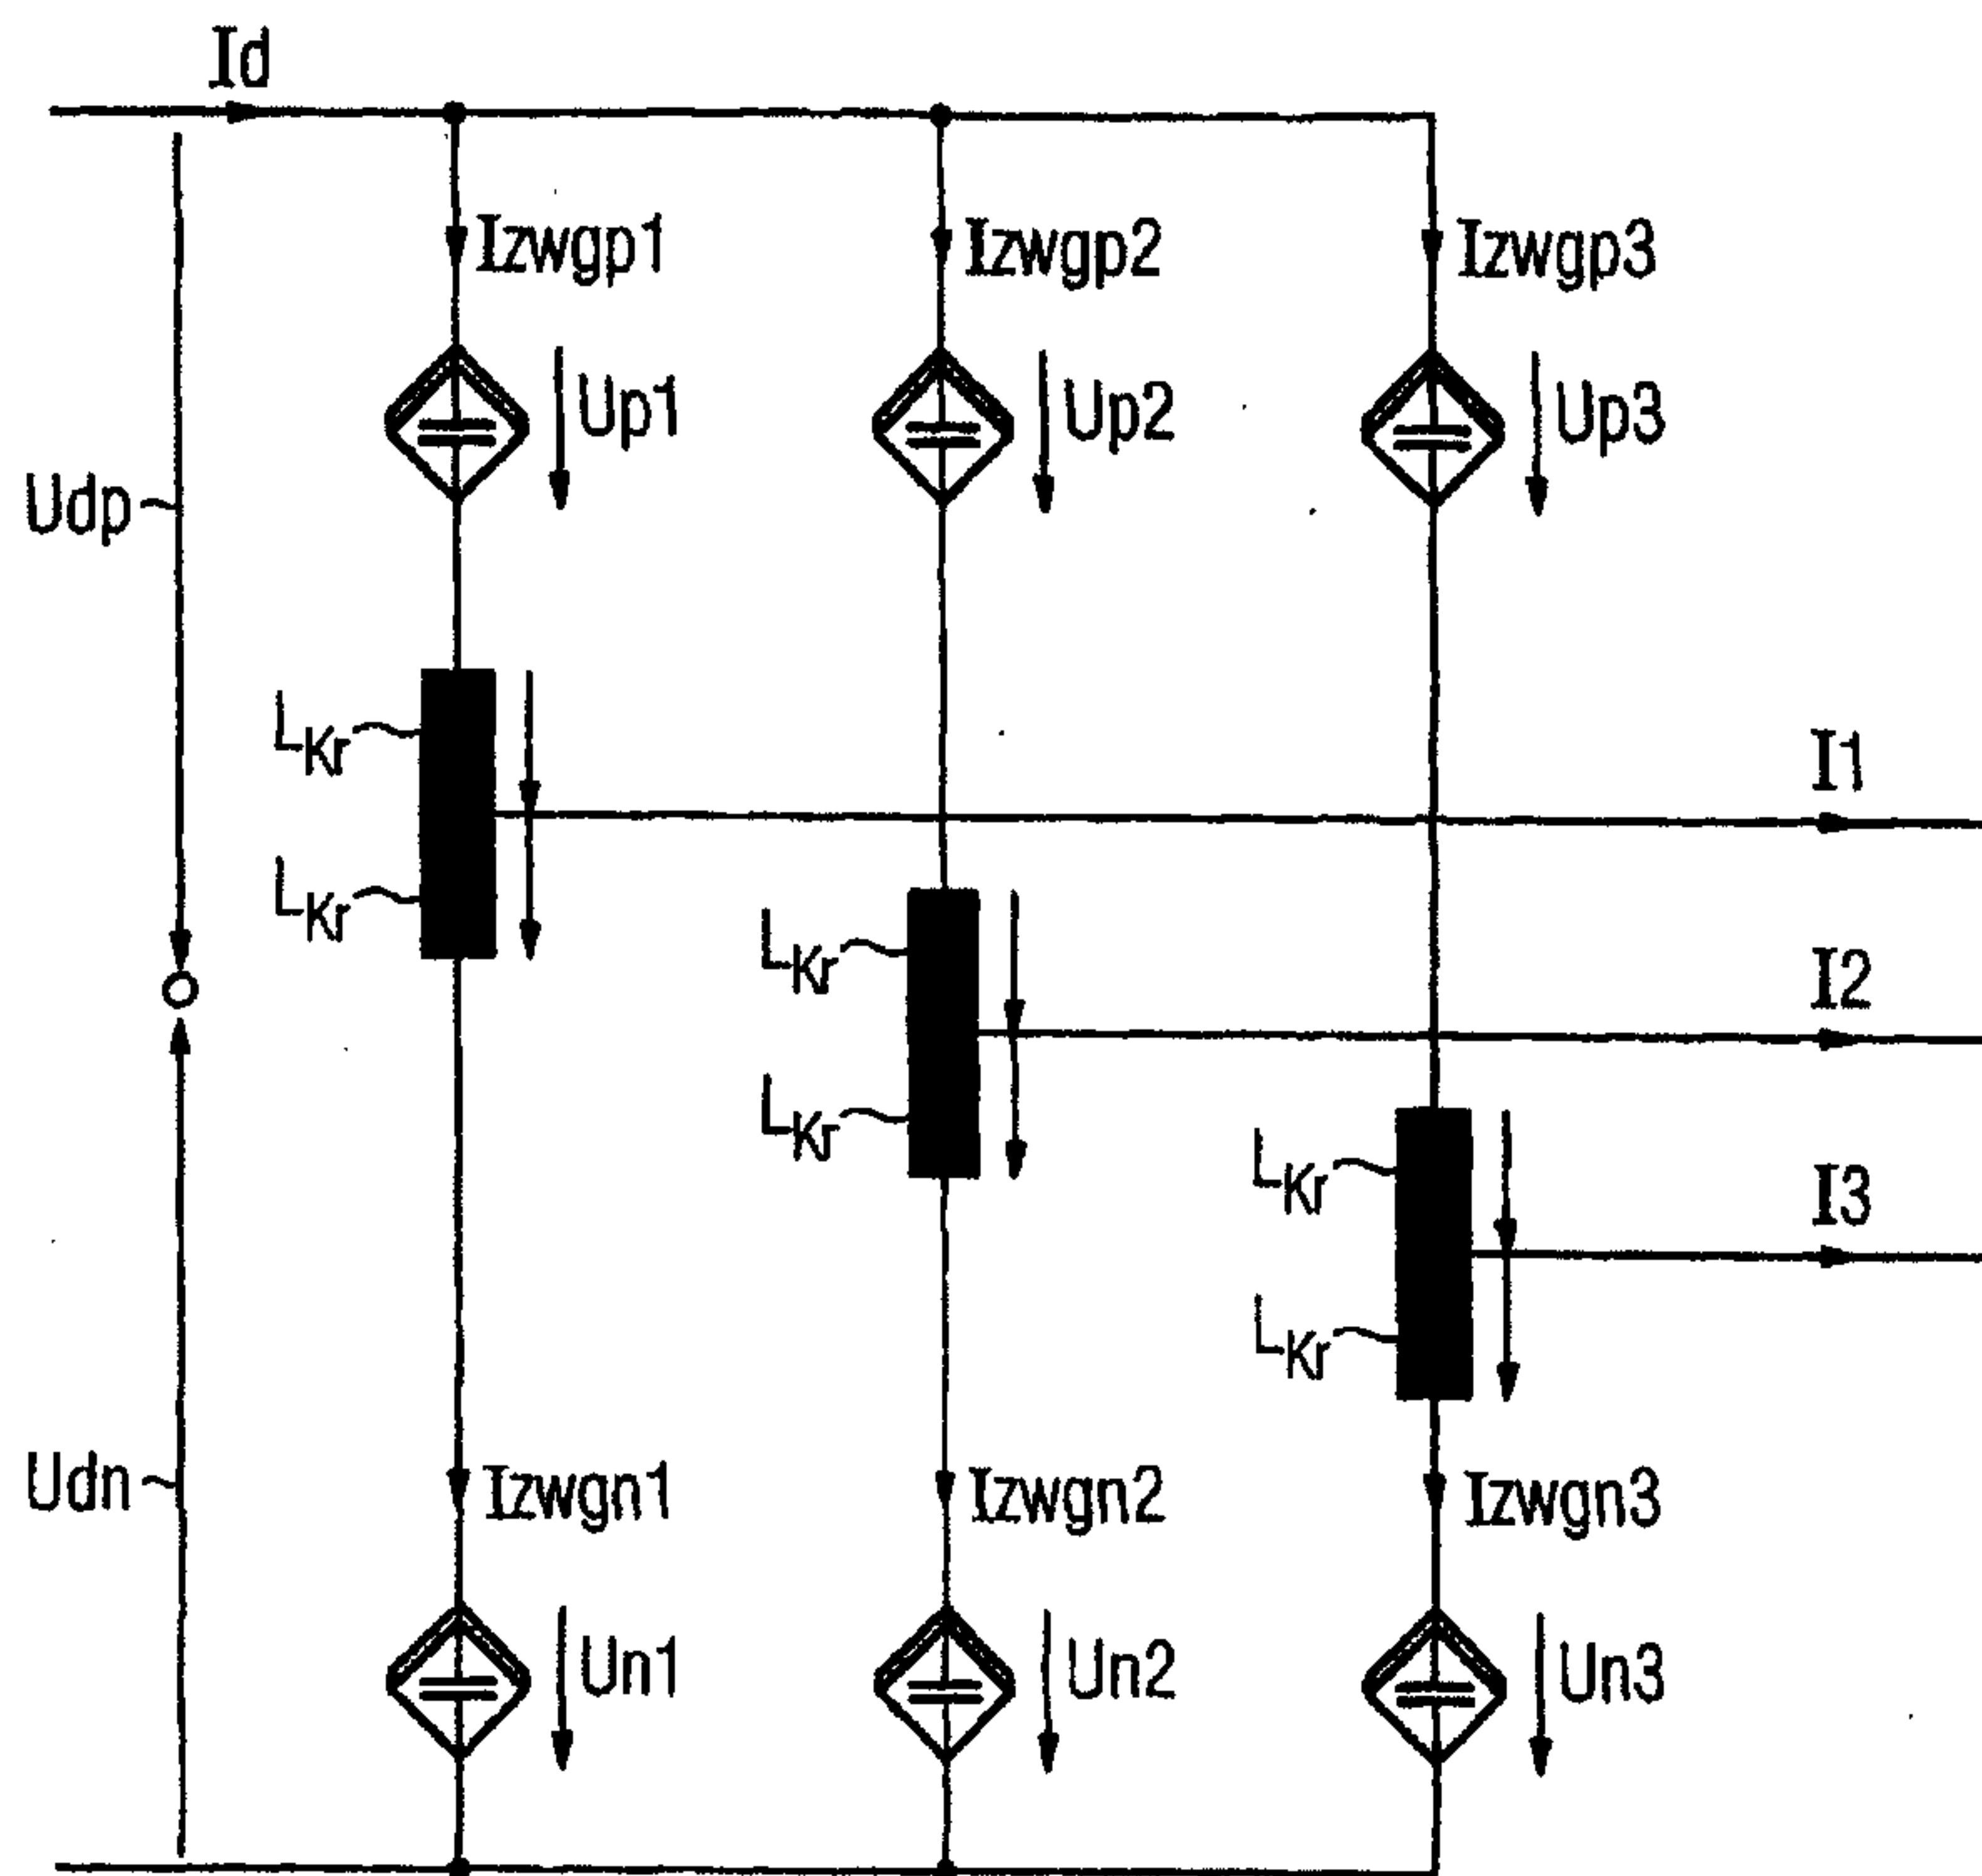 Id
Izwgp1 Izwgp2 Izwgp3
Up1 Up2 Up3
Udp
LKr
I1
LKr
LKr
I2
LKr
LKr
I3
LKr
Udn
Izwgn1 Izwgn2 Izwgn3
Un1 Un2 Un3